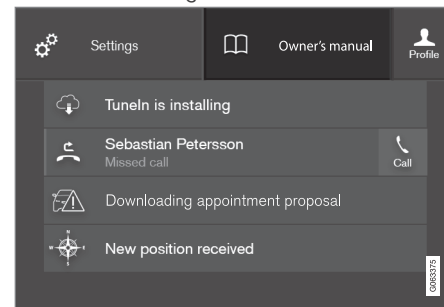 Settings
Owner's manual
Profile
TuneIn is installing
Sebastian Petersson
Missed call
Call
Downloading appointment proposal
New position received
G063375